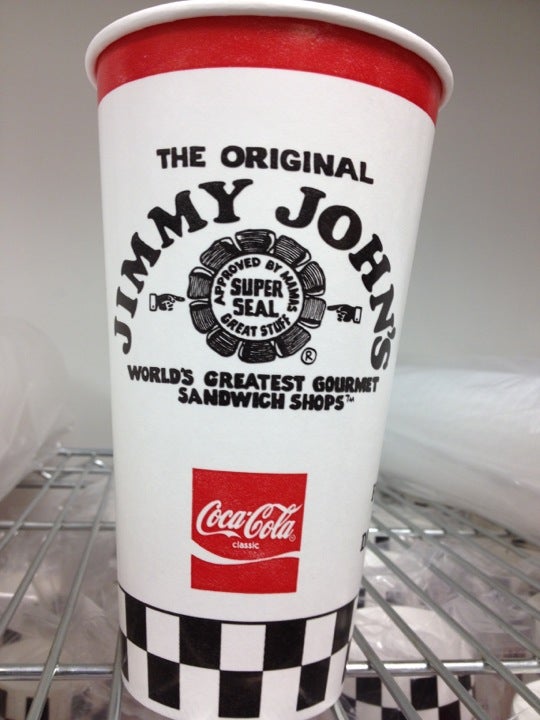 THE ORIGINAL
JIMMY JOHN'S
APPROVED BY MAMAS
SUPER
SEAL
GREAT STUFF
®
WORLD'S GREATEST GOURMET
SANDWICH SHOPS™
Coca-Cola®
classic